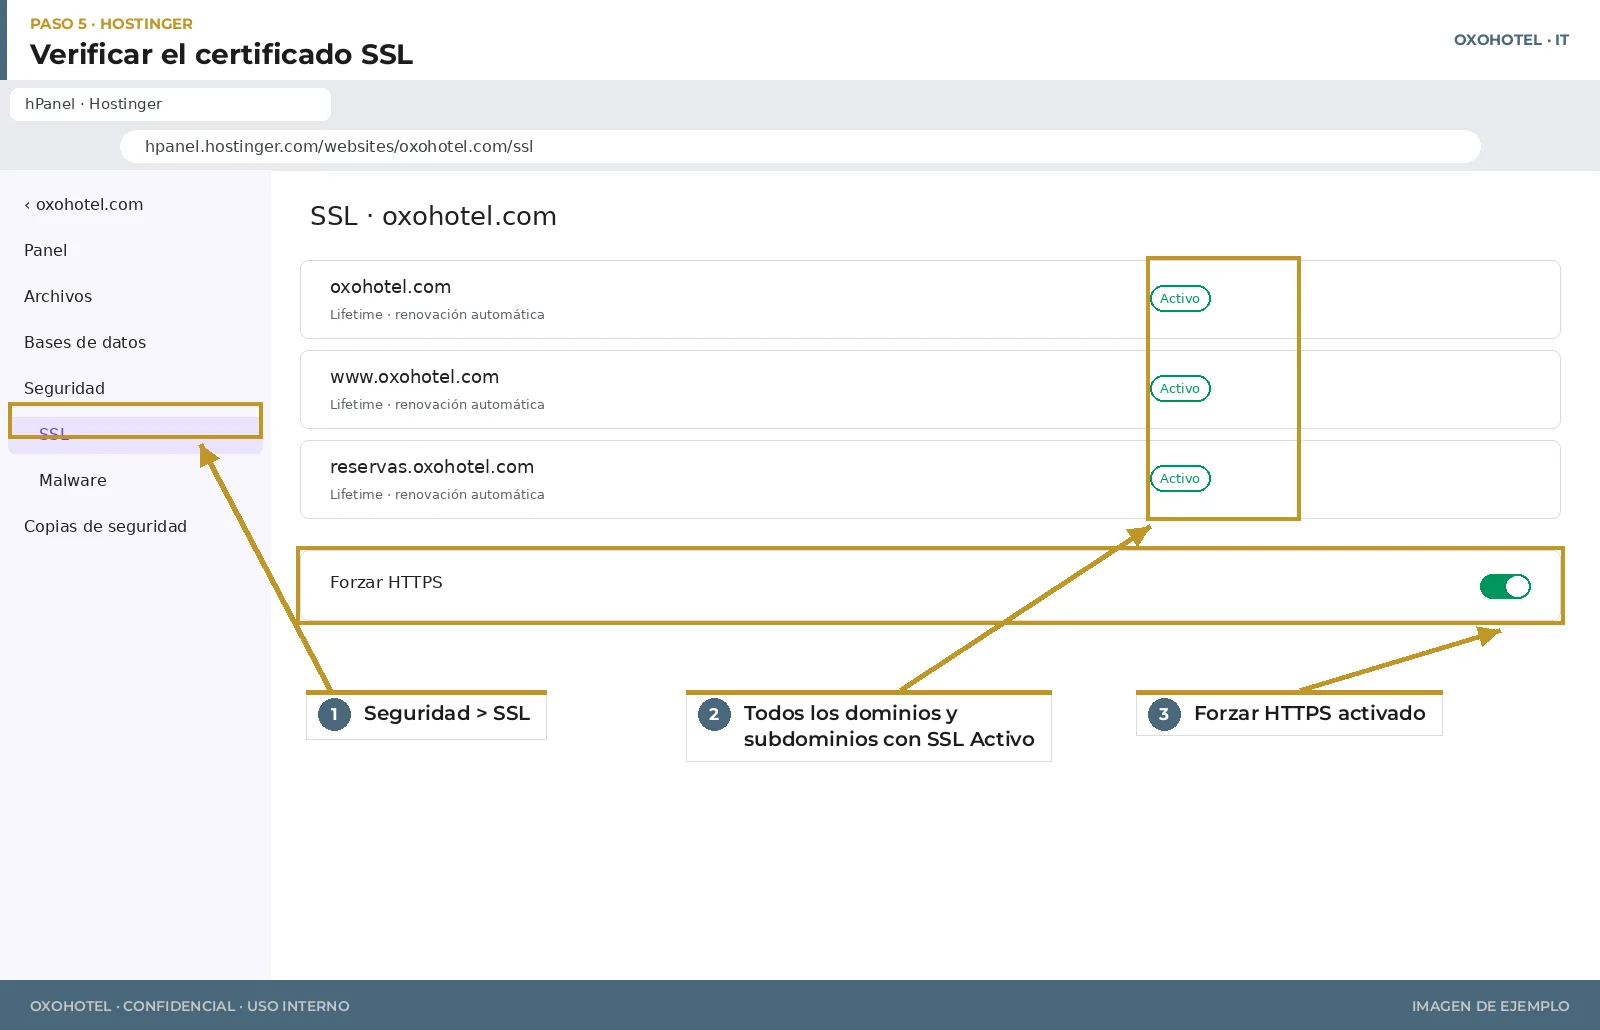 PASO 5 · HOSTINGER
Verificar el certificado SSL
OXOHOTEL · IT
hPanel · Hostinger
hpanel.hostinger.com/websites/oxohotel.com/ssl
‹ oxohotel.com
Panel
Archivos
Bases de datos
Seguridad
SSL
Malware
Copias de seguridad
SSL · oxohotel.com
oxohotel.com
Lifetime · renovación automática
Activo
www.oxohotel.com
Lifetime · renovación automática
Activo
reservas.oxohotel.com
Lifetime · renovación automática
Activo
Forzar HTTPS
1 Seguridad > SSL
2 Todos los dominios y
subdominios con SSL Activo
3 Forzar HTTPS activado
OXOHOTEL · CONFIDENCIAL · USO INTERNO
IMAGEN DE EJEMPLO